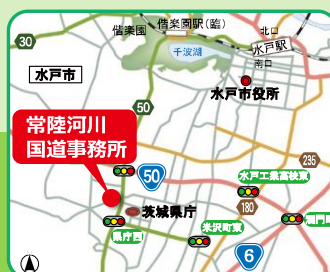 偕楽園
偕楽園駅(臨)
北口
水戸駅
南口
千波湖
30
水戸市
水戸市役所
50
常陸河川
国道事務所
50
235
水戸工業高校東
180
茨城県庁
県庁西
米沢町東
6